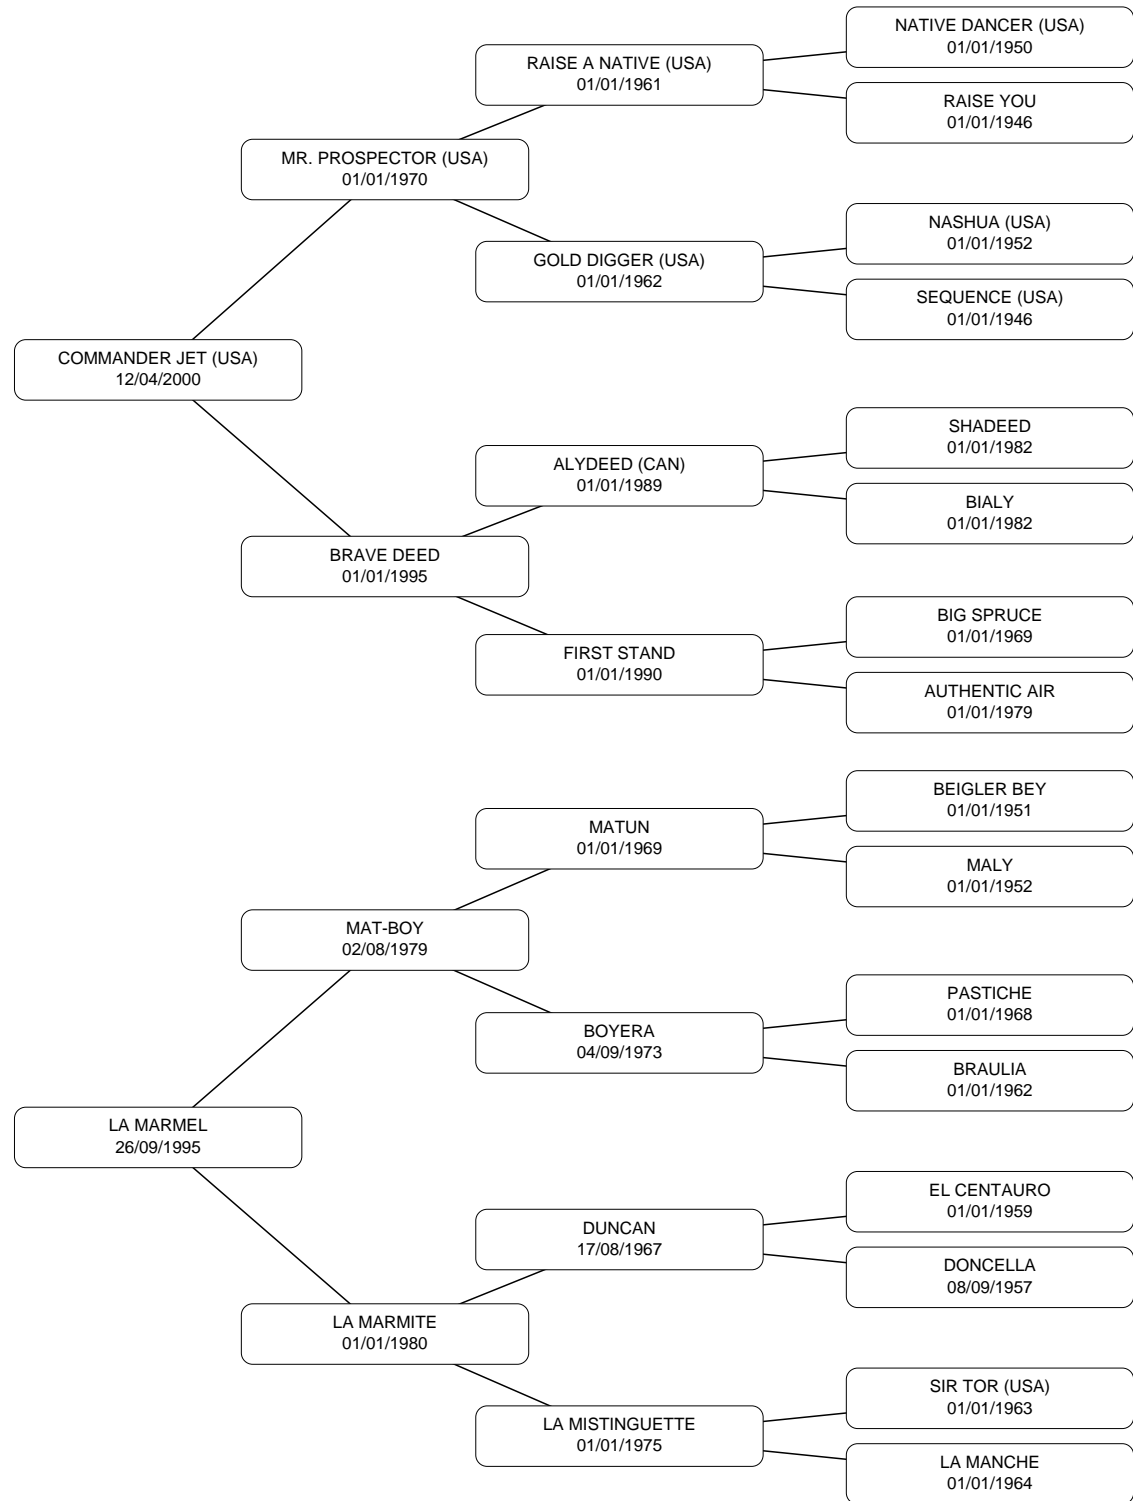 NATIVE DANCER (USA)
01/01/1950
RAISE A NATIVE (USA)
01/01/1961
RAISE YOU
01/01/1946
MR. PROSPECTOR (USA)
01/01/1970
NASHUA (USA)
01/01/1952
GOLD DIGGER (USA)
01/01/1962
SEQUENCE (USA)
01/01/1946
COMMANDER JET (USA)
12/04/2000
SHADEED
01/01/1982
ALYDEED (CAN)
01/01/1989
BIALY
01/01/1982
BRAVE DEED
01/01/1995
BIG SPRUCE
01/01/1969
FIRST STAND
01/01/1990
AUTHENTIC AIR
01/01/1979
BEIGLER BEY
01/01/1951
MATUN
01/01/1969
MALY
01/01/1952
MAT-BOY
02/08/1979
PASTICHE
01/01/1968
BOYERA
04/09/1973
BRAULIA
01/01/1962
LA MARMEL
26/09/1995
EL CENTAURO
01/01/1959
DUNCAN
17/08/1967
DONCELLA
08/09/1957
LA MARMITE
01/01/1980
SIR TOR (USA)
01/01/1963
LA MISTINGUETTE
01/01/1975
LA MANCHE
01/01/1964